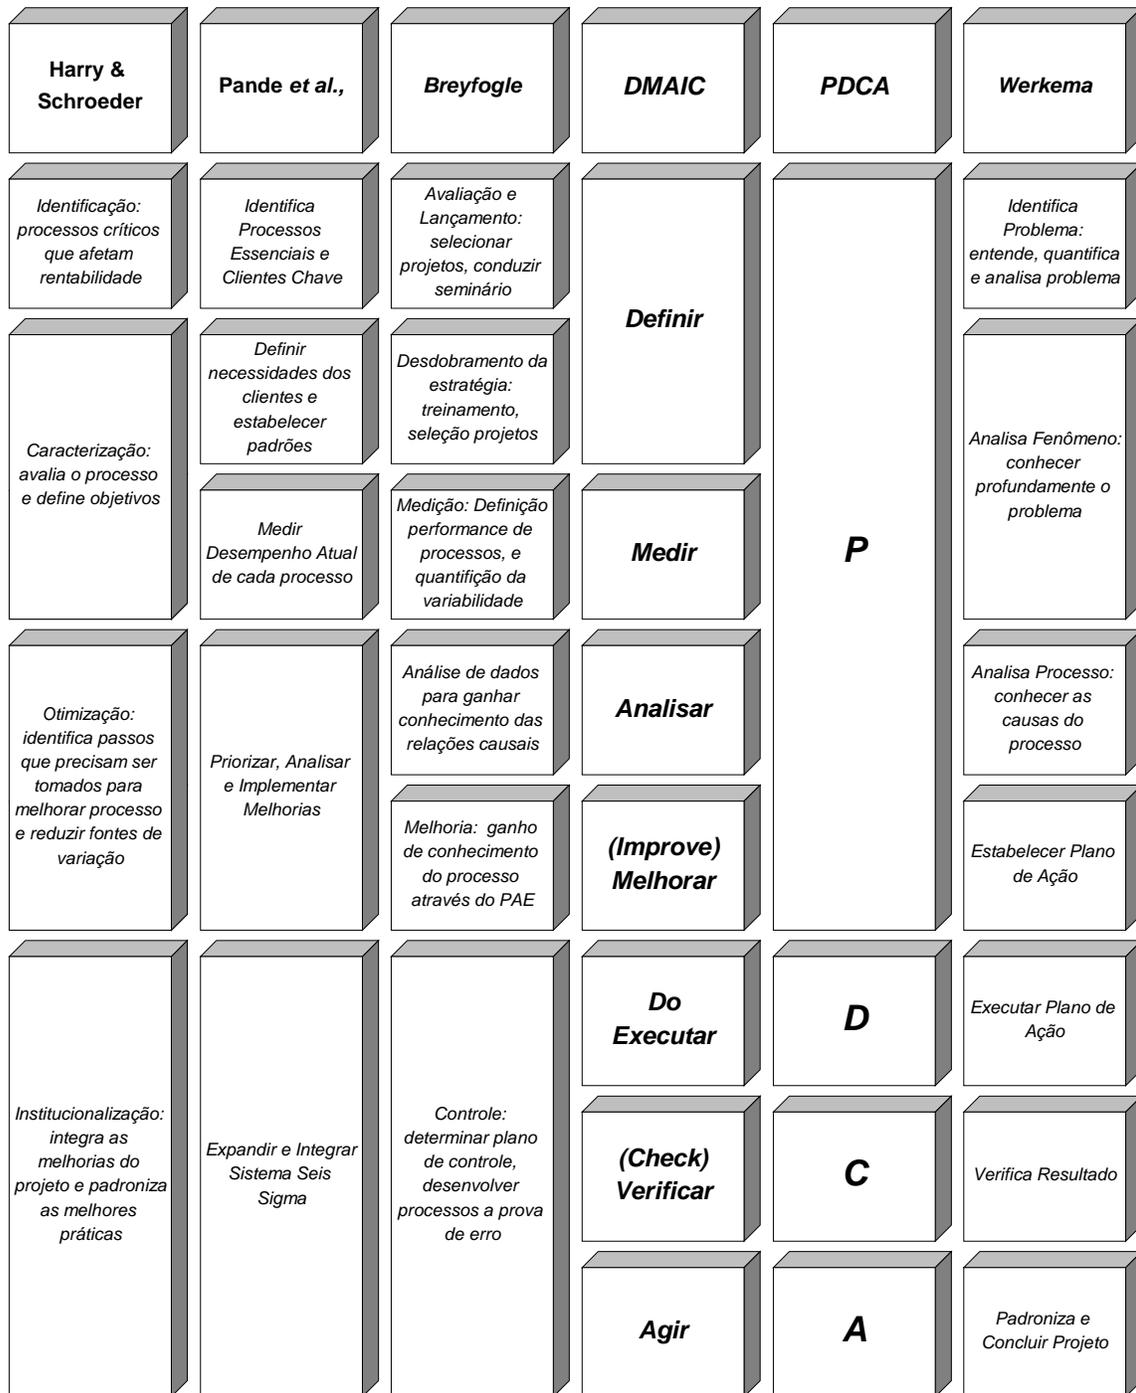 Harry &
Schroeder
Pande et al.,
Breyfogle
DMAIC
PDCA
Werkema
Identificação:
processos críticos
que afetam
rentabilidade
Identifica
Processos
Essenciais e
Clientes Chave
Avaliação e
Lançamento:
selecionar
projetos, conduzir
seminário
Definir
P
Identifica
Problema:
entende, quantifica
e analisa problema
Caracterização:
avalia o processo
e define objetivos
Definir
necessidades dos
clientes e
estabelecer
padrões
Desdobramento da
estratégia:
treinamento,
seleção projetos
Analisa Fenômeno:
conhecer
profundamente o
problema
Medir
Desempenho Atual
de cada processo
Medição: Definição
performance de
processos, e
quantifição da
variabilidade
Medir
Otimização:
identifica passos
que precisam ser
tomados para
melhorar processo
e reduzir fontes de
variação
Priorizar, Analisar
e Implementar
Melhorias
Análise de dados
para ganhar
conhecimento das
relações causais
Analisar
Analisa Processo:
conhecer as
causas do
processo
Melhoria: ganho
de conhecimento
do processo
através do PAE
(Improve)
Melhorar
Estabelecer Plano
de Ação
Institucionalização:
integra as
melhorias do
projeto e padroniza
as melhores
práticas
Expandir e Integrar
Sistema Seis
Sigma
Controle:
determinar plano
de controle,
desenvolver
processos a prova
de erro
Do
Executar
D
Executar Plano de
Ação
(Check)
Verificar
C
Verifica Resultado
Agir
A
Padroniza e
Concluir Projeto